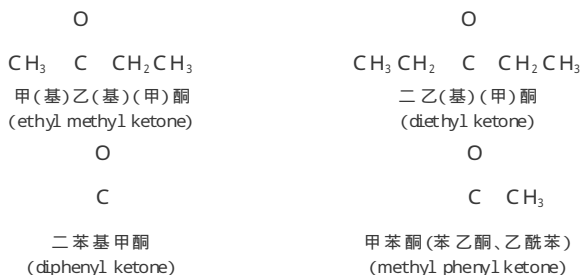 O O
CH₃ C CH₂CH₃ CH₃CH₂ C CH₂CH₃
甲(基)乙(基)(甲)酮 二乙(基)(甲)酮
(ethyl methyl ketone) (diethyl ketone)
O O
C C CH₃
二苯基甲酮 甲苯酮(苯乙酮、乙酰苯)
(diphenyl ketone) (methyl phenyl ketone)